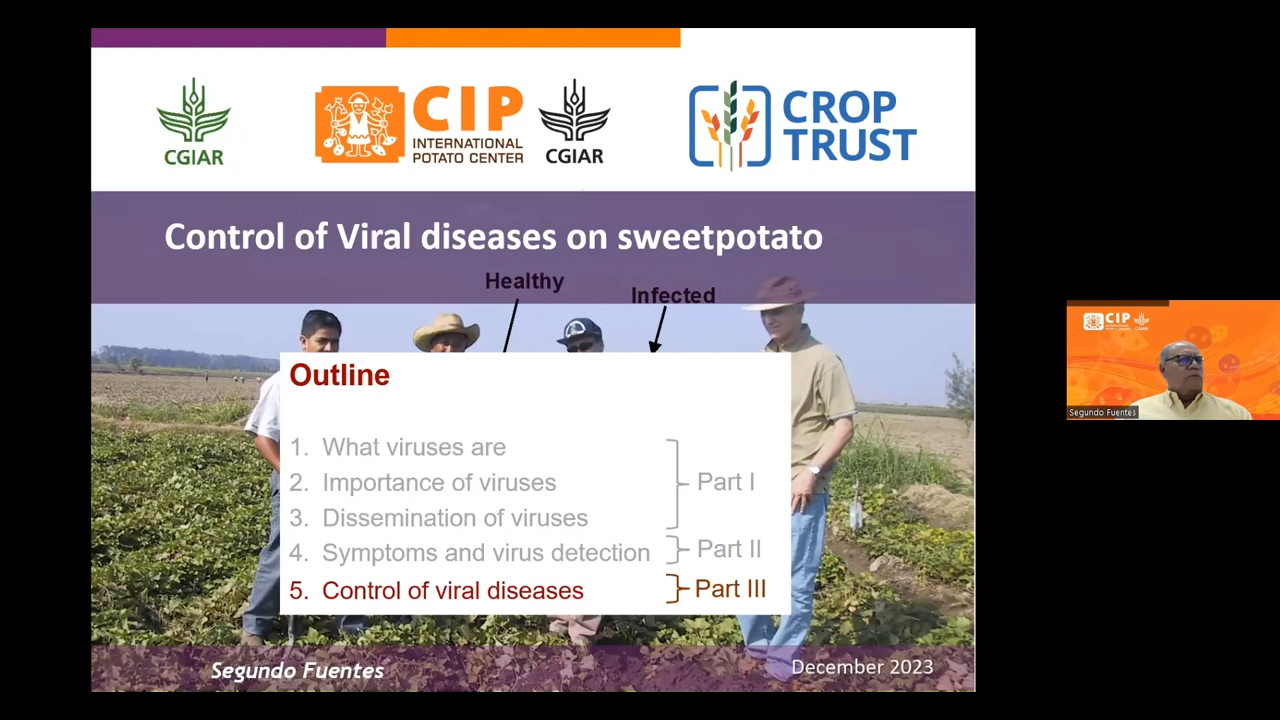 CGIAR
CIP
INTERNATIONAL
POTATO CENTER
CGIAR
CROP
TRUST
Control of Viral diseases on sweetpotato
Healthy
Infected
Outline
1. What viruses are
2. Importance of viruses
3. Dissemination of viruses
Part I
4. Symptoms and virus detection
Part II
5. Control of viral diseases
Part III
Segundo Fuentes
December 2023
CIP
Segundo Fuentes